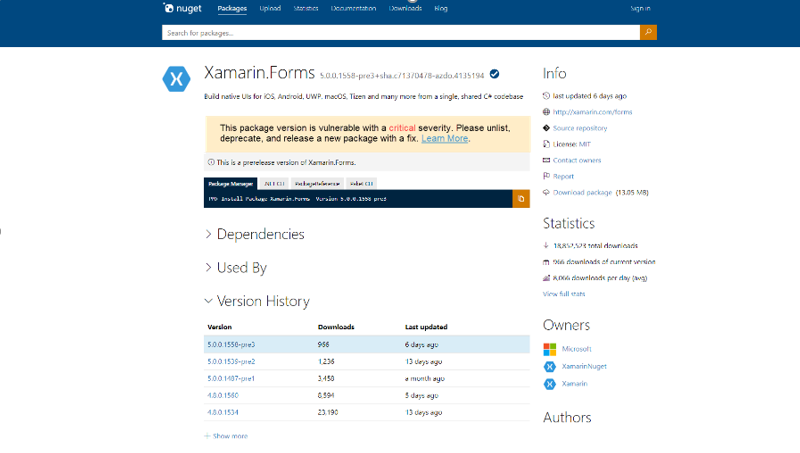 nuget Packages Upload Statistics Documentation Downloads Blog Sign in
Search for packages...
Xamarin.Forms 5.0.0.1558-pre3+sha.c7137047​8-azdo.4135194
Build native UIs for iOS, Android, UWP, macOS, Tizen and many more from a single, shared C# codebase
This package version is vulnerable with a critical severity. Please unlist,
deprecate, and release a new package with a fix. Learn More.
This is a prerelease version of Xamarin.Forms.
Package Manager .NET CLI PackageReference Paket CLI
PM> Install-Package Xamarin.Forms -Version 5.0.0.1558-pre3
Dependencies
Used By
Version History
Version Downloads Last updated
5.0.0.1558-pre3 966 6 days ago
5.0.0.1539-pre2 1,236 13 days ago
5.0.0.1487-pre1 3,458 a month ago
4.8.0.1560 8,594 5 days ago
4.8.0.1534 23,190 13 days ago
Show more
Info
last updated 6 days ago
http://xamarin.com/forms
Source repository
License: MIT
Contact owners
Report
Download package (13.05 MB)
Statistics
18,852,523 total downloads
966 downloads of current version
8,066 downloads per day (avg)
View full stats
Owners
Microsoft
XamarinNuget
Xamarin
Authors